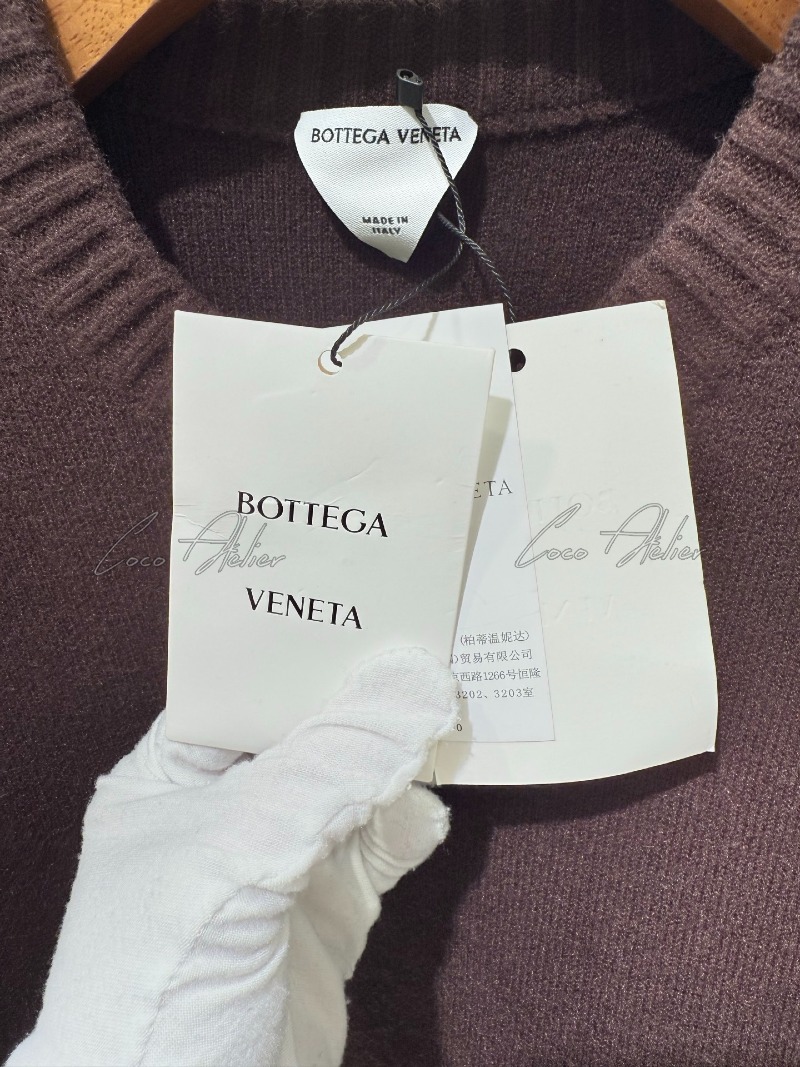 BOTTEGA VENETA
MADE IN
ITALY
BOTTEGA
VENETA
ETA
Coco Atelier
Coco Atelier
(柏蒂温妮达)
贸易有限公司
西路1266号恒隆
3202、3203室
0